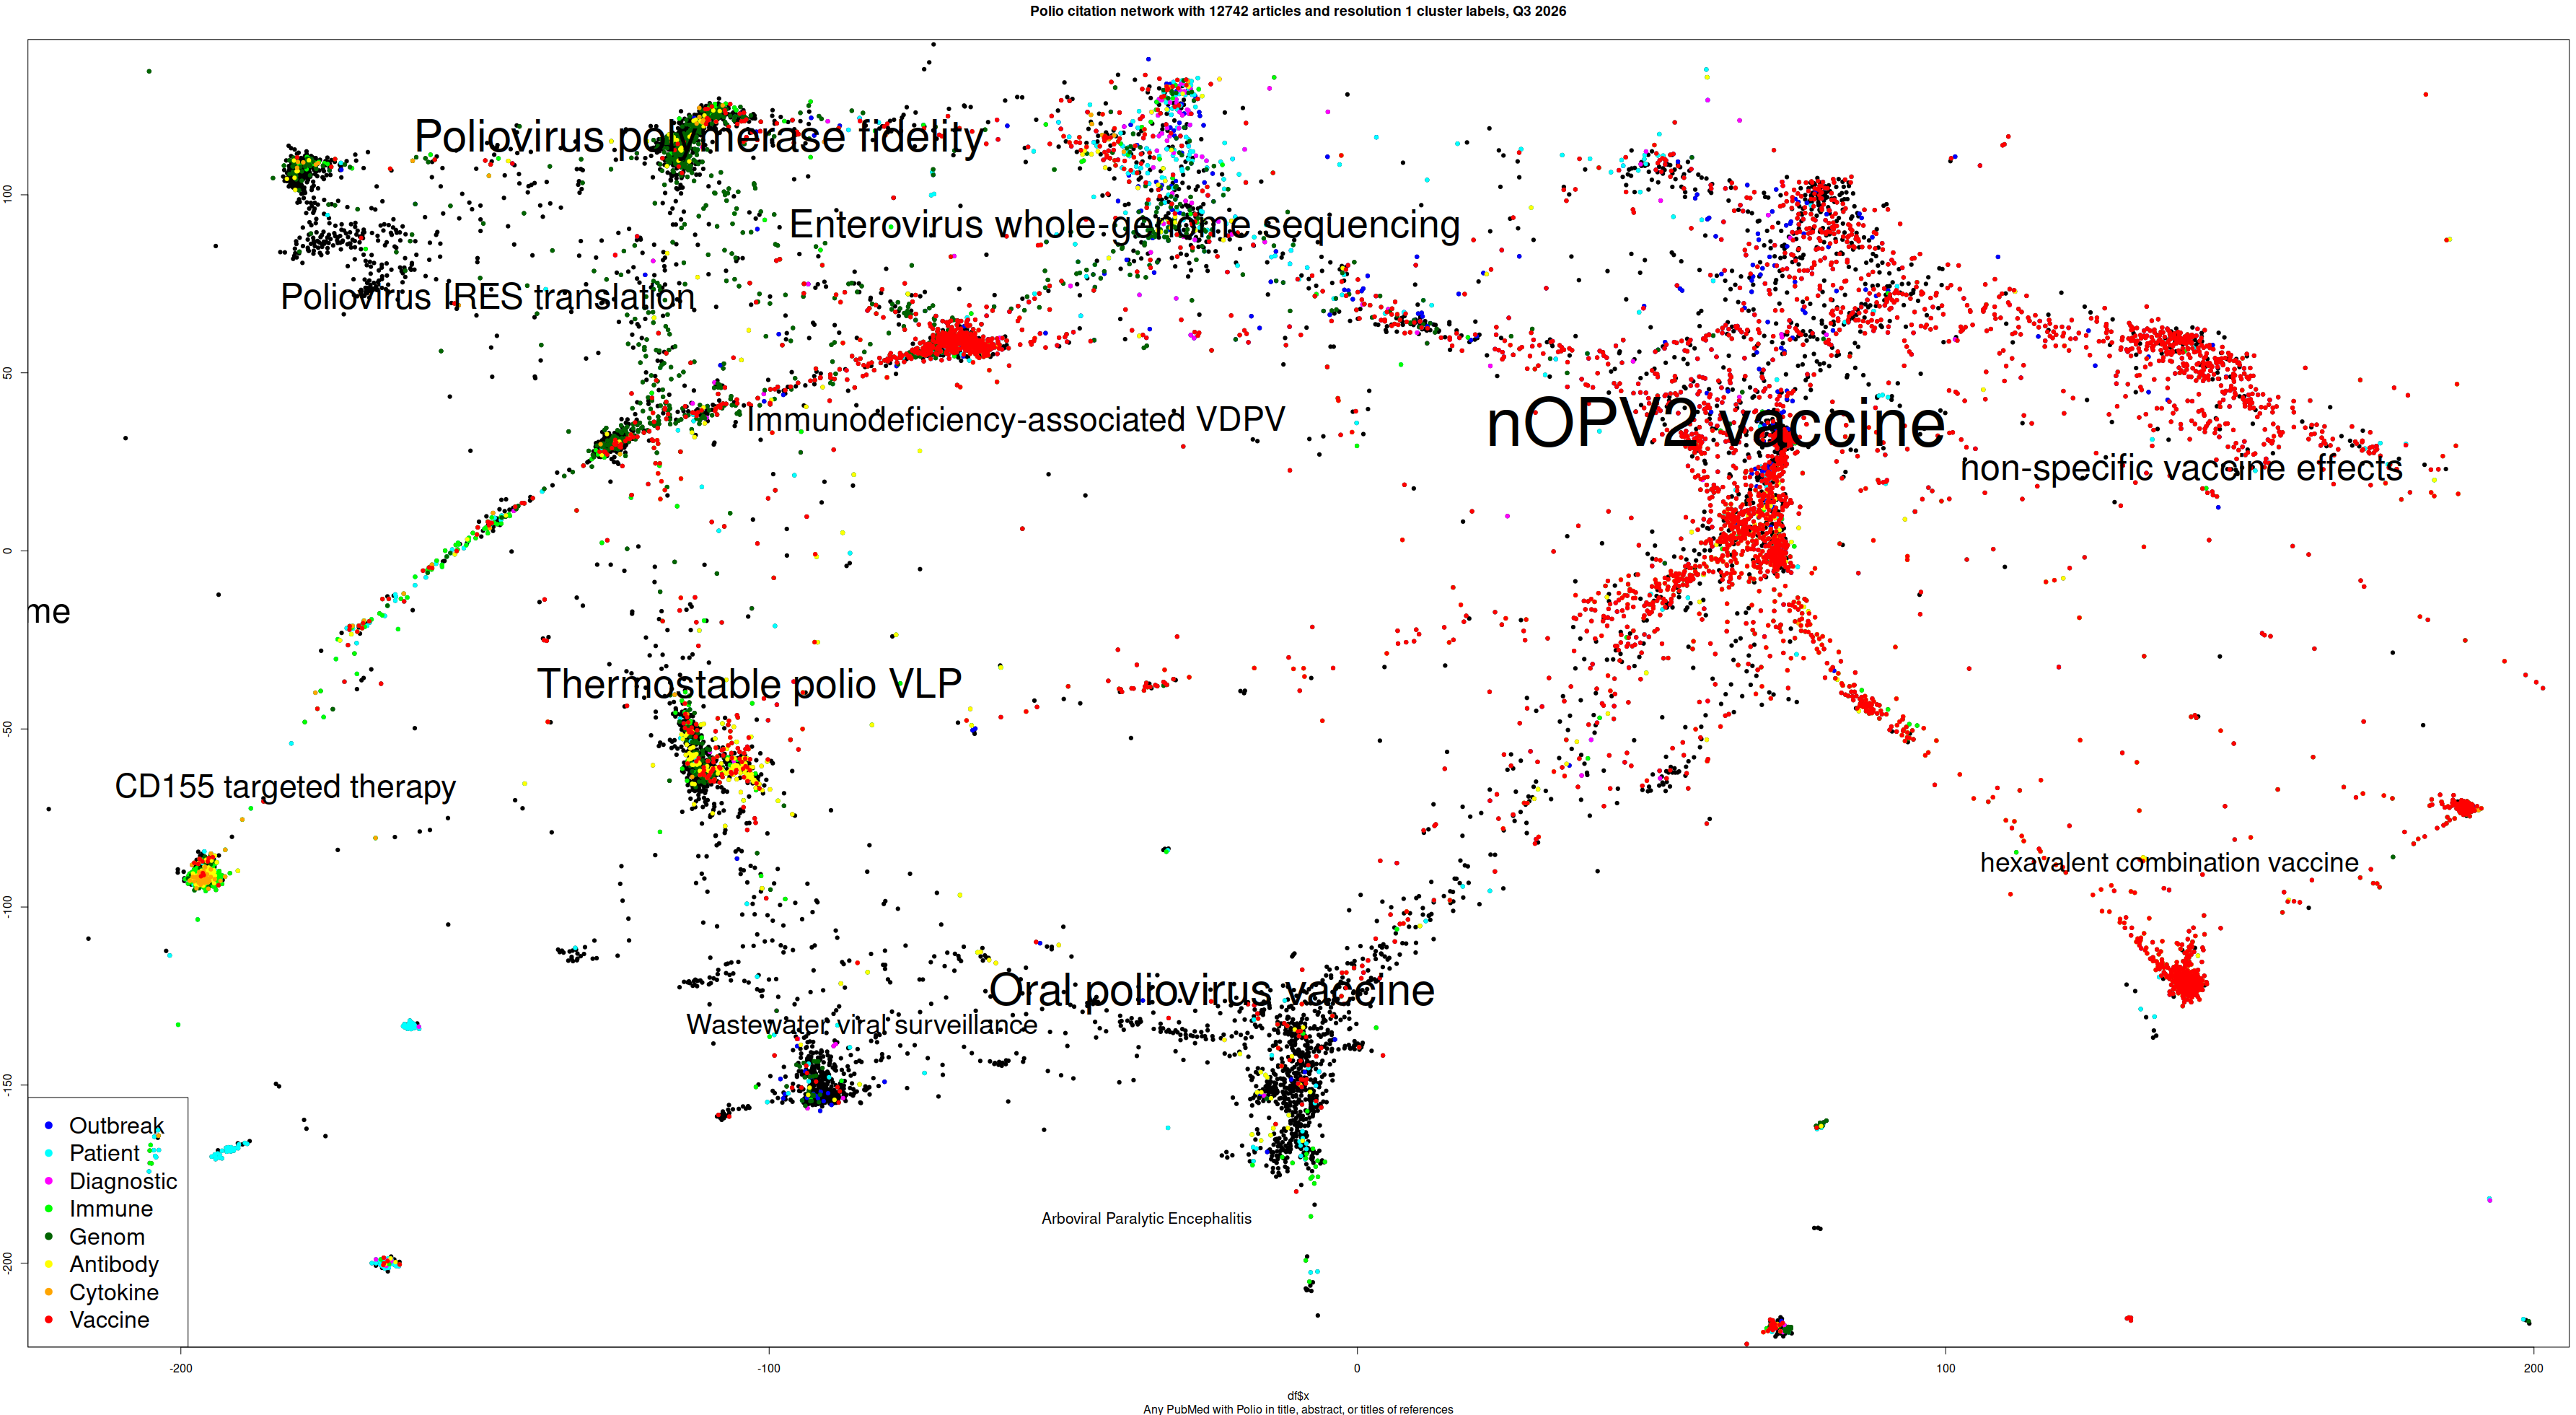 Polio citation network with 12742 articles and resolution 1 cluster labels, Q3 2026
Poliovirus polymerase fidelity
Enterovirus whole-genome sequencing
Poliovirus IRES translation
Immunodeficiency-associated VDPV
nOPV2 vaccine
non-specific vaccine effects
me
Thermostable polio VLP
CD155 targeted therapy
hexavalent combination vaccine
Oral poliovirus vaccine
Wastewater viral surveillance
Arboviral Paralytic Encephalitis
Outbreak
Patient
Diagnostic
Immune
Genom
Antibody
Cytokine
Vaccine
100
50
0
-50
-100
-150
-200
-200 -100 0 100 200
df$x
Any PubMed with Polio in title, abstract, or titles of references